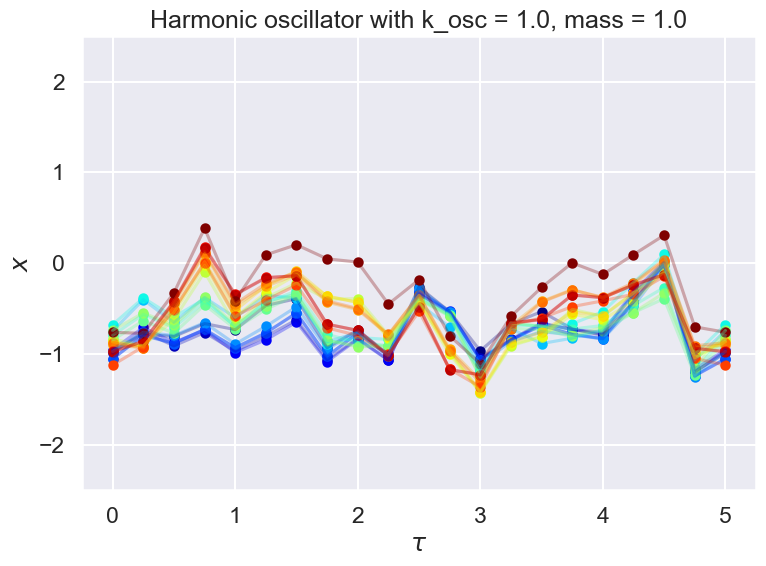 Harmonic oscillator with k_osc = 1.0, mass = 1.0
2
1
0
−1
−2
x
0 1 2 3 4 5
τ